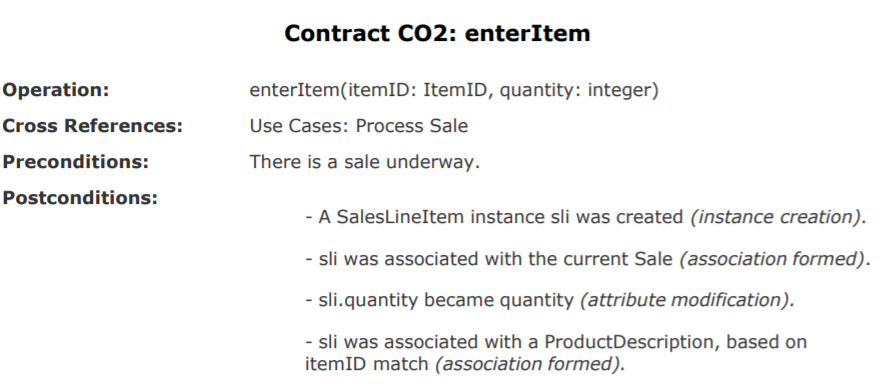 Contract CO2: enterItem
Operation: enterItem(itemID: ItemID, quantity: integer)
Cross References: Use Cases: Process Sale
Preconditions: There is a sale underway.
Postconditions:
- A SalesLineItem instance sli was created (instance creation).
- sli was associated with the current Sale (association formed).
- sli.quantity became quantity (attribute modification).
- sli was associated with a ProductDescription, based on
itemID match (association formed).